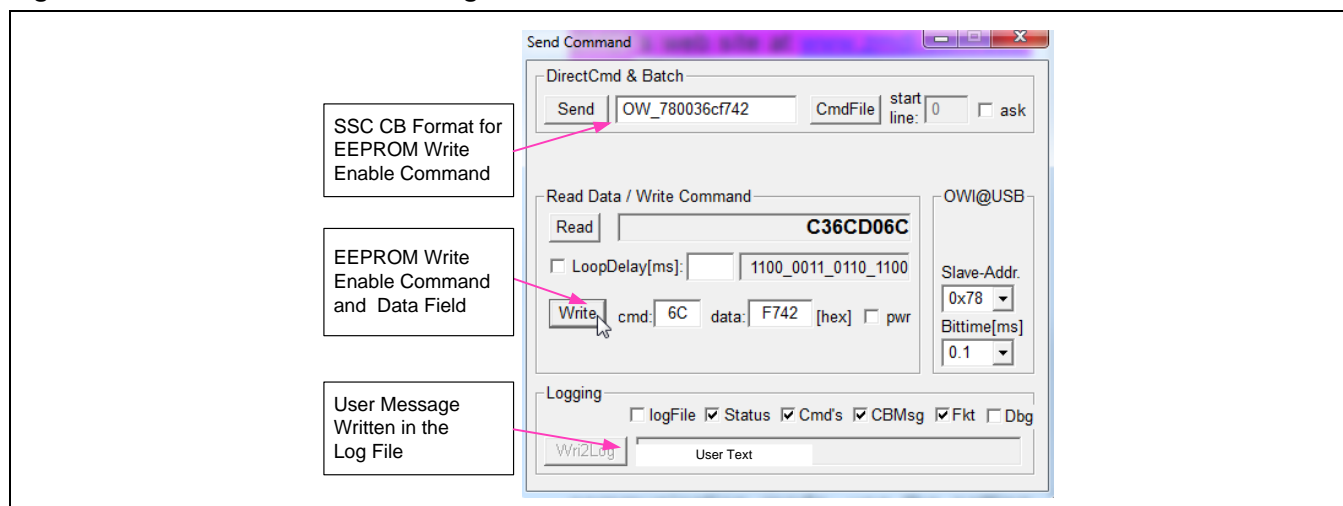 Send Command
DirectCmd & Batch
Send OW_780036cf742 CmdFile start line: 0 ask
SSC CB Format for
EEPROM Write
Enable Command
Read Data / Write Command
OWI@USB
Read C36CD06C
EEPROM Write
Enable Command
and Data Field
LoopDelay[ms]: 1100_0011_0110_1100
Slave-Addr.
0x78
Write cmd: 6C data: F742 [hex] pwr
Bittime[ms]
0.1
User Message
Written in the
Log File
Logging
logFile Status Cmd's CBMsg Fkt Dbg
Wri2Log User Text